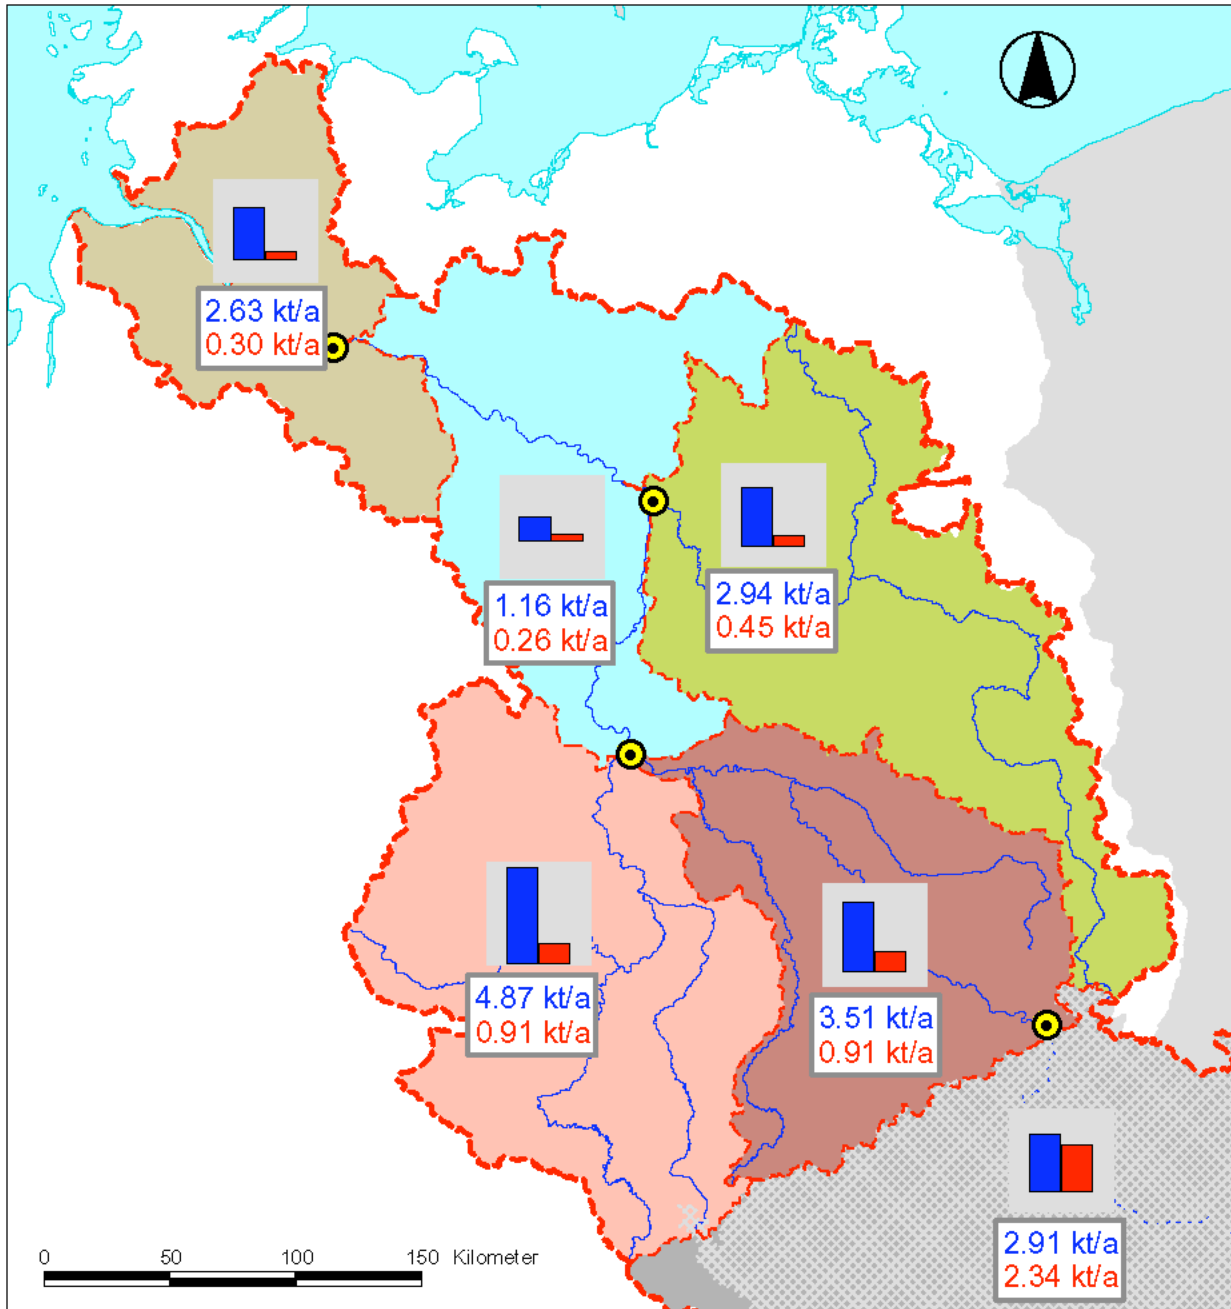 2.63 kt/a
0.30 kt/a
1.16 kt/a
0.26 kt/a
2.94 kt/a
0.45 kt/a
4.87 kt/a
0.91 kt/a
3.51 kt/a
0.91 kt/a
2.91 kt/a
2.34 kt/a
0 50 100 150 Kilometer